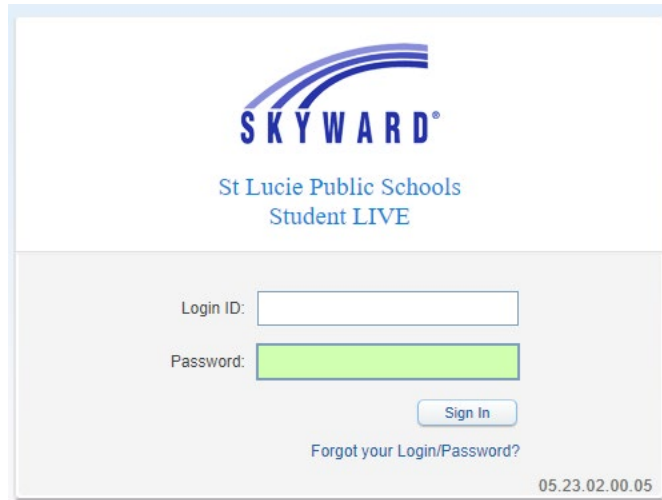 SKYWARD®
St Lucie Public Schools
Student LIVE
Login ID:
Password:
Sign In
Forgot your Login/Password?
05.23.02.00.05